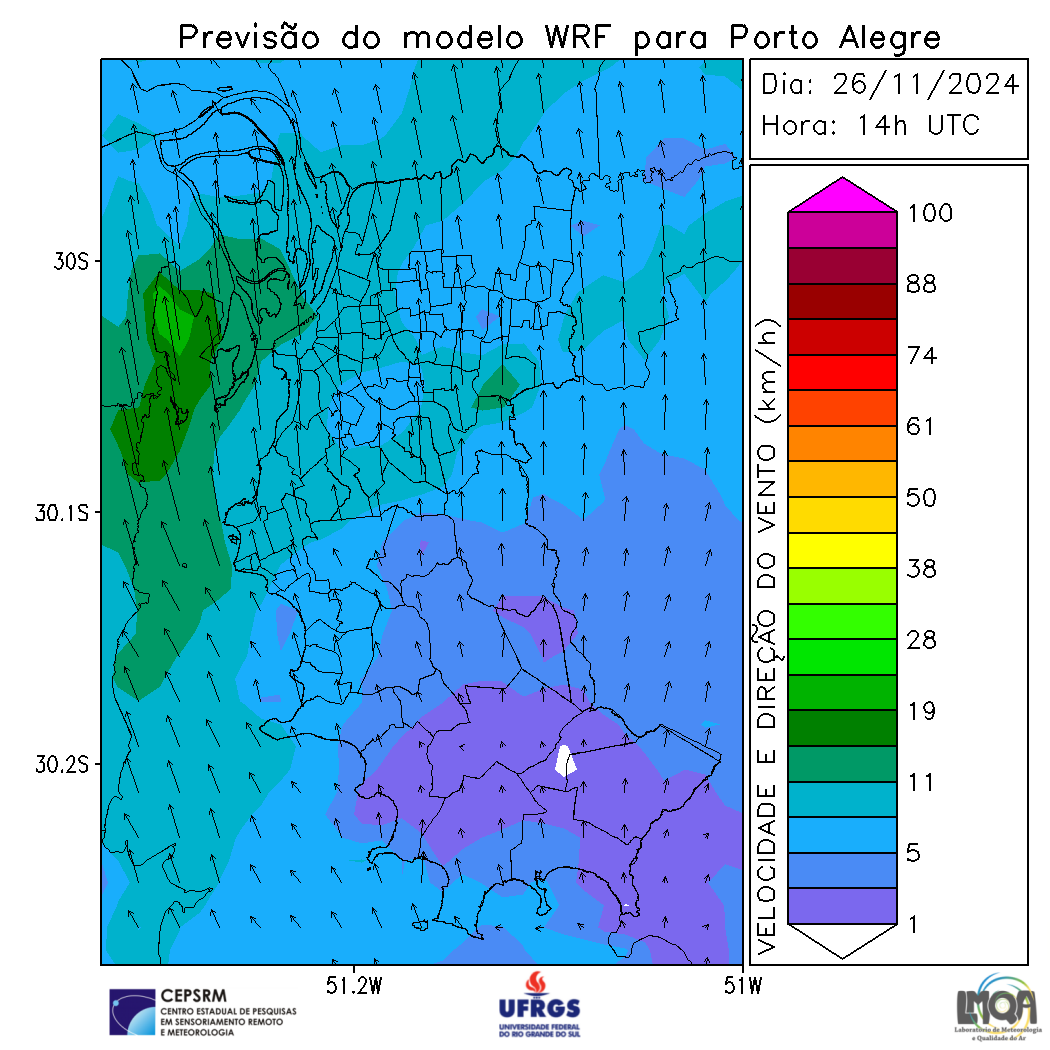 Previsão do modelo WRF para Porto Alegre
Dia: 26/11/2024
Hora: 14h UTC
30S
30.1S
30.2S
51.2W
51W
VELOCIDADE E DIREÇÃO DO VENTO (km/h)
100
88
74
61
50
38
28
19
11
5
1
CEPSRM
CENTRO ESTADUAL DE PESQUISAS
EM SENSORIAMENTO REMOTO
E METEOROLOGIA
UFRGS
UNIVERSIDADE FEDERAL
DO RIO GRANDE DO SUL
LMQA
Laboratório de Meteorologia
e Qualidade do Ar